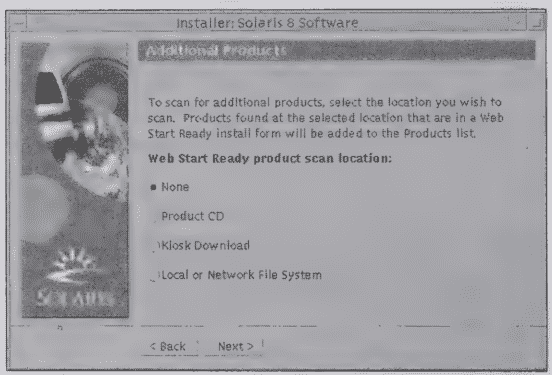 Installer: Solaris 8 Software
Additional Products
To scan for additional products, select the location you wish to
scan. Products found at the selected location that are in a Web
Start Ready install form will be added to the Products list.
Web Start Ready product scan location:
None
Product CD
Kiosk Download
Local or Network File System
SOLARIS
< Back
Next >